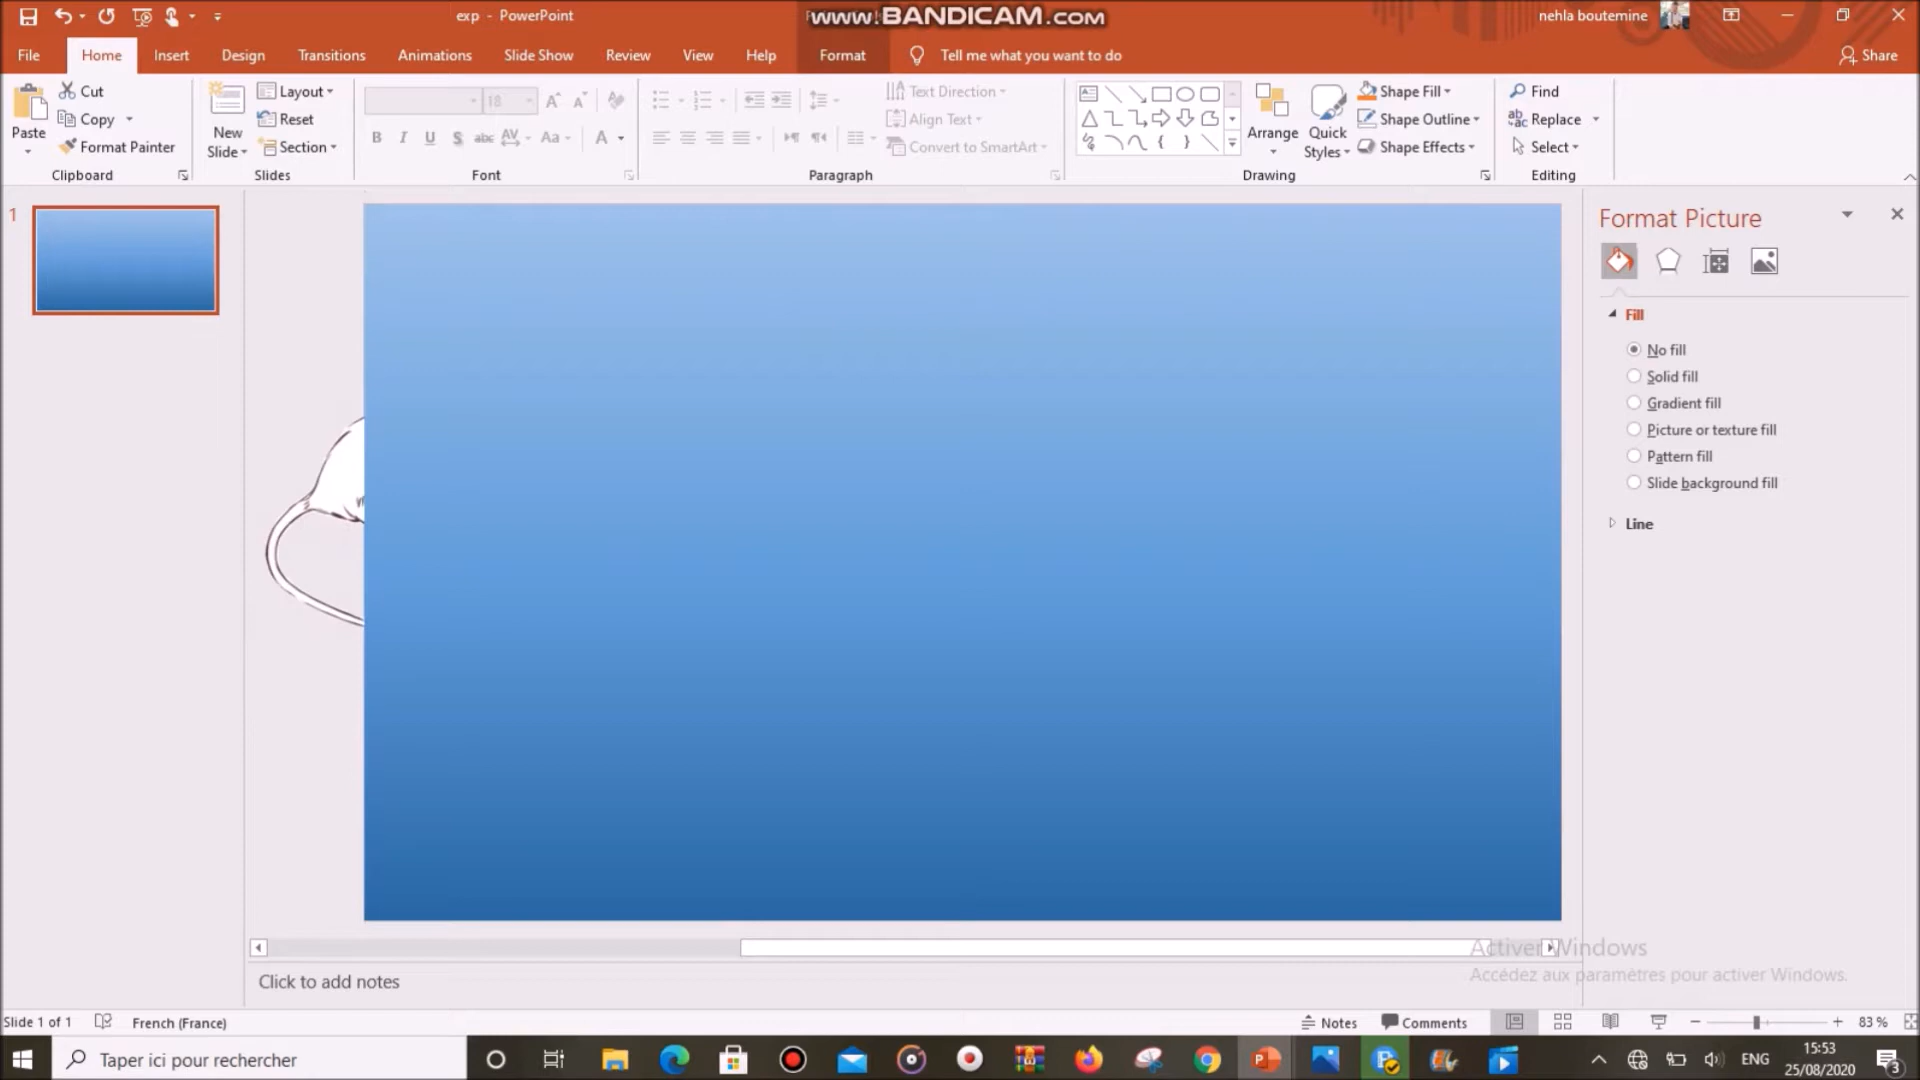 exp - PowerPoint
www.BANDICAM.com
nehla boutemine
File Home Insert Design Transitions Animations Slide Show Review View Help Format Tell me what you want to do Share
Paste
Cut
Copy
Format Painter
Clipboard
New Slide
Layout
Reset
Section
Slides
18
Font
Text Direction
Align Text
Convert to SmartArt
Paragraph
Arrange
Quick Styles
Shape Fill
Shape Outline
Shape Effects
Drawing
Find
Replace
Select
Editing
1
Format Picture
Fill
No fill
Solid fill
Gradient fill
Picture or texture fill
Pattern fill
Slide background fill
Line
Activer Windows
Accédez aux paramètres pour activer Windows.
Click to add notes
Slide 1 of 1 French (France) Notes Comments 83 %
Taper ici pour rechercher
ENG
15:53
25/08/2020
3